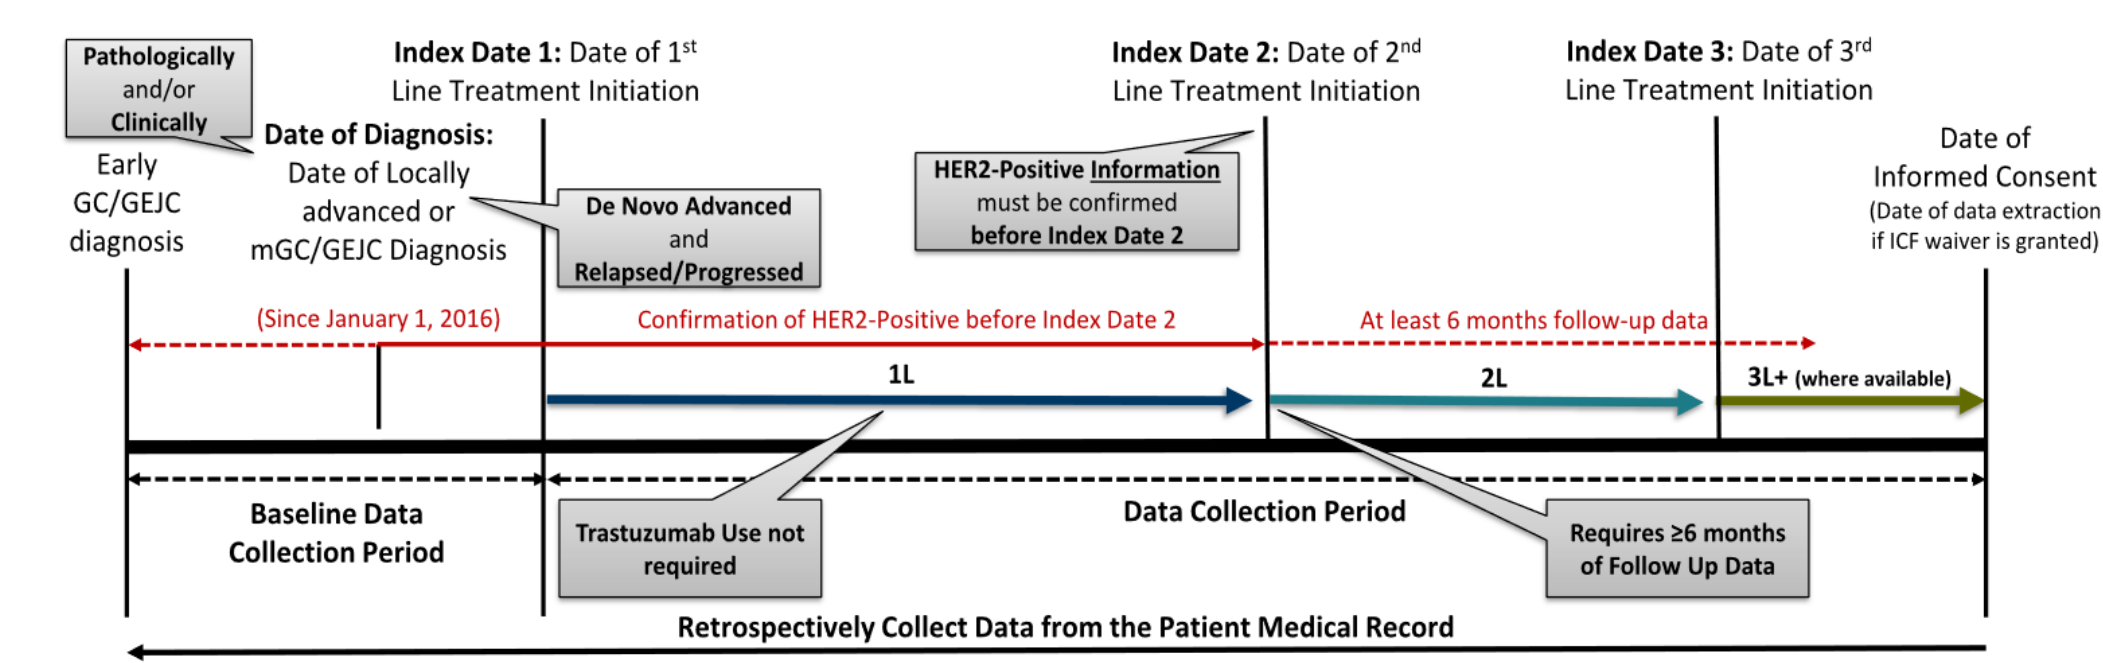 Pathologically
and/or
Clinically
Early
GC/GEJC
diagnosis
Date of Diagnosis:
Date of Locally
advanced or
mGC/GEJC Diagnosis
Index Date 1: Date of 1st
Line Treatment Initiation
De Novo Advanced
and
Relapsed/Progressed
HER2-Positive Information
must be confirmed
before Index Date 2
Index Date 2: Date of 2nd
Line Treatment Initiation
Index Date 3: Date of 3rd
Line Treatment Initiation
Date of
Informed Consent
(Date of data extraction
if ICF waiver is granted)
(Since January 1, 2016)
Confirmation of HER2-Positive before Index Date 2
At least 6 months follow-up data
1L
2L
3L+ (where available)
Baseline Data
Collection Period
Trastuzumab Use not
required
Data Collection Period
Requires ≥6 months
of Follow Up Data
Retrospectively Collect Data from the Patient Medical Record